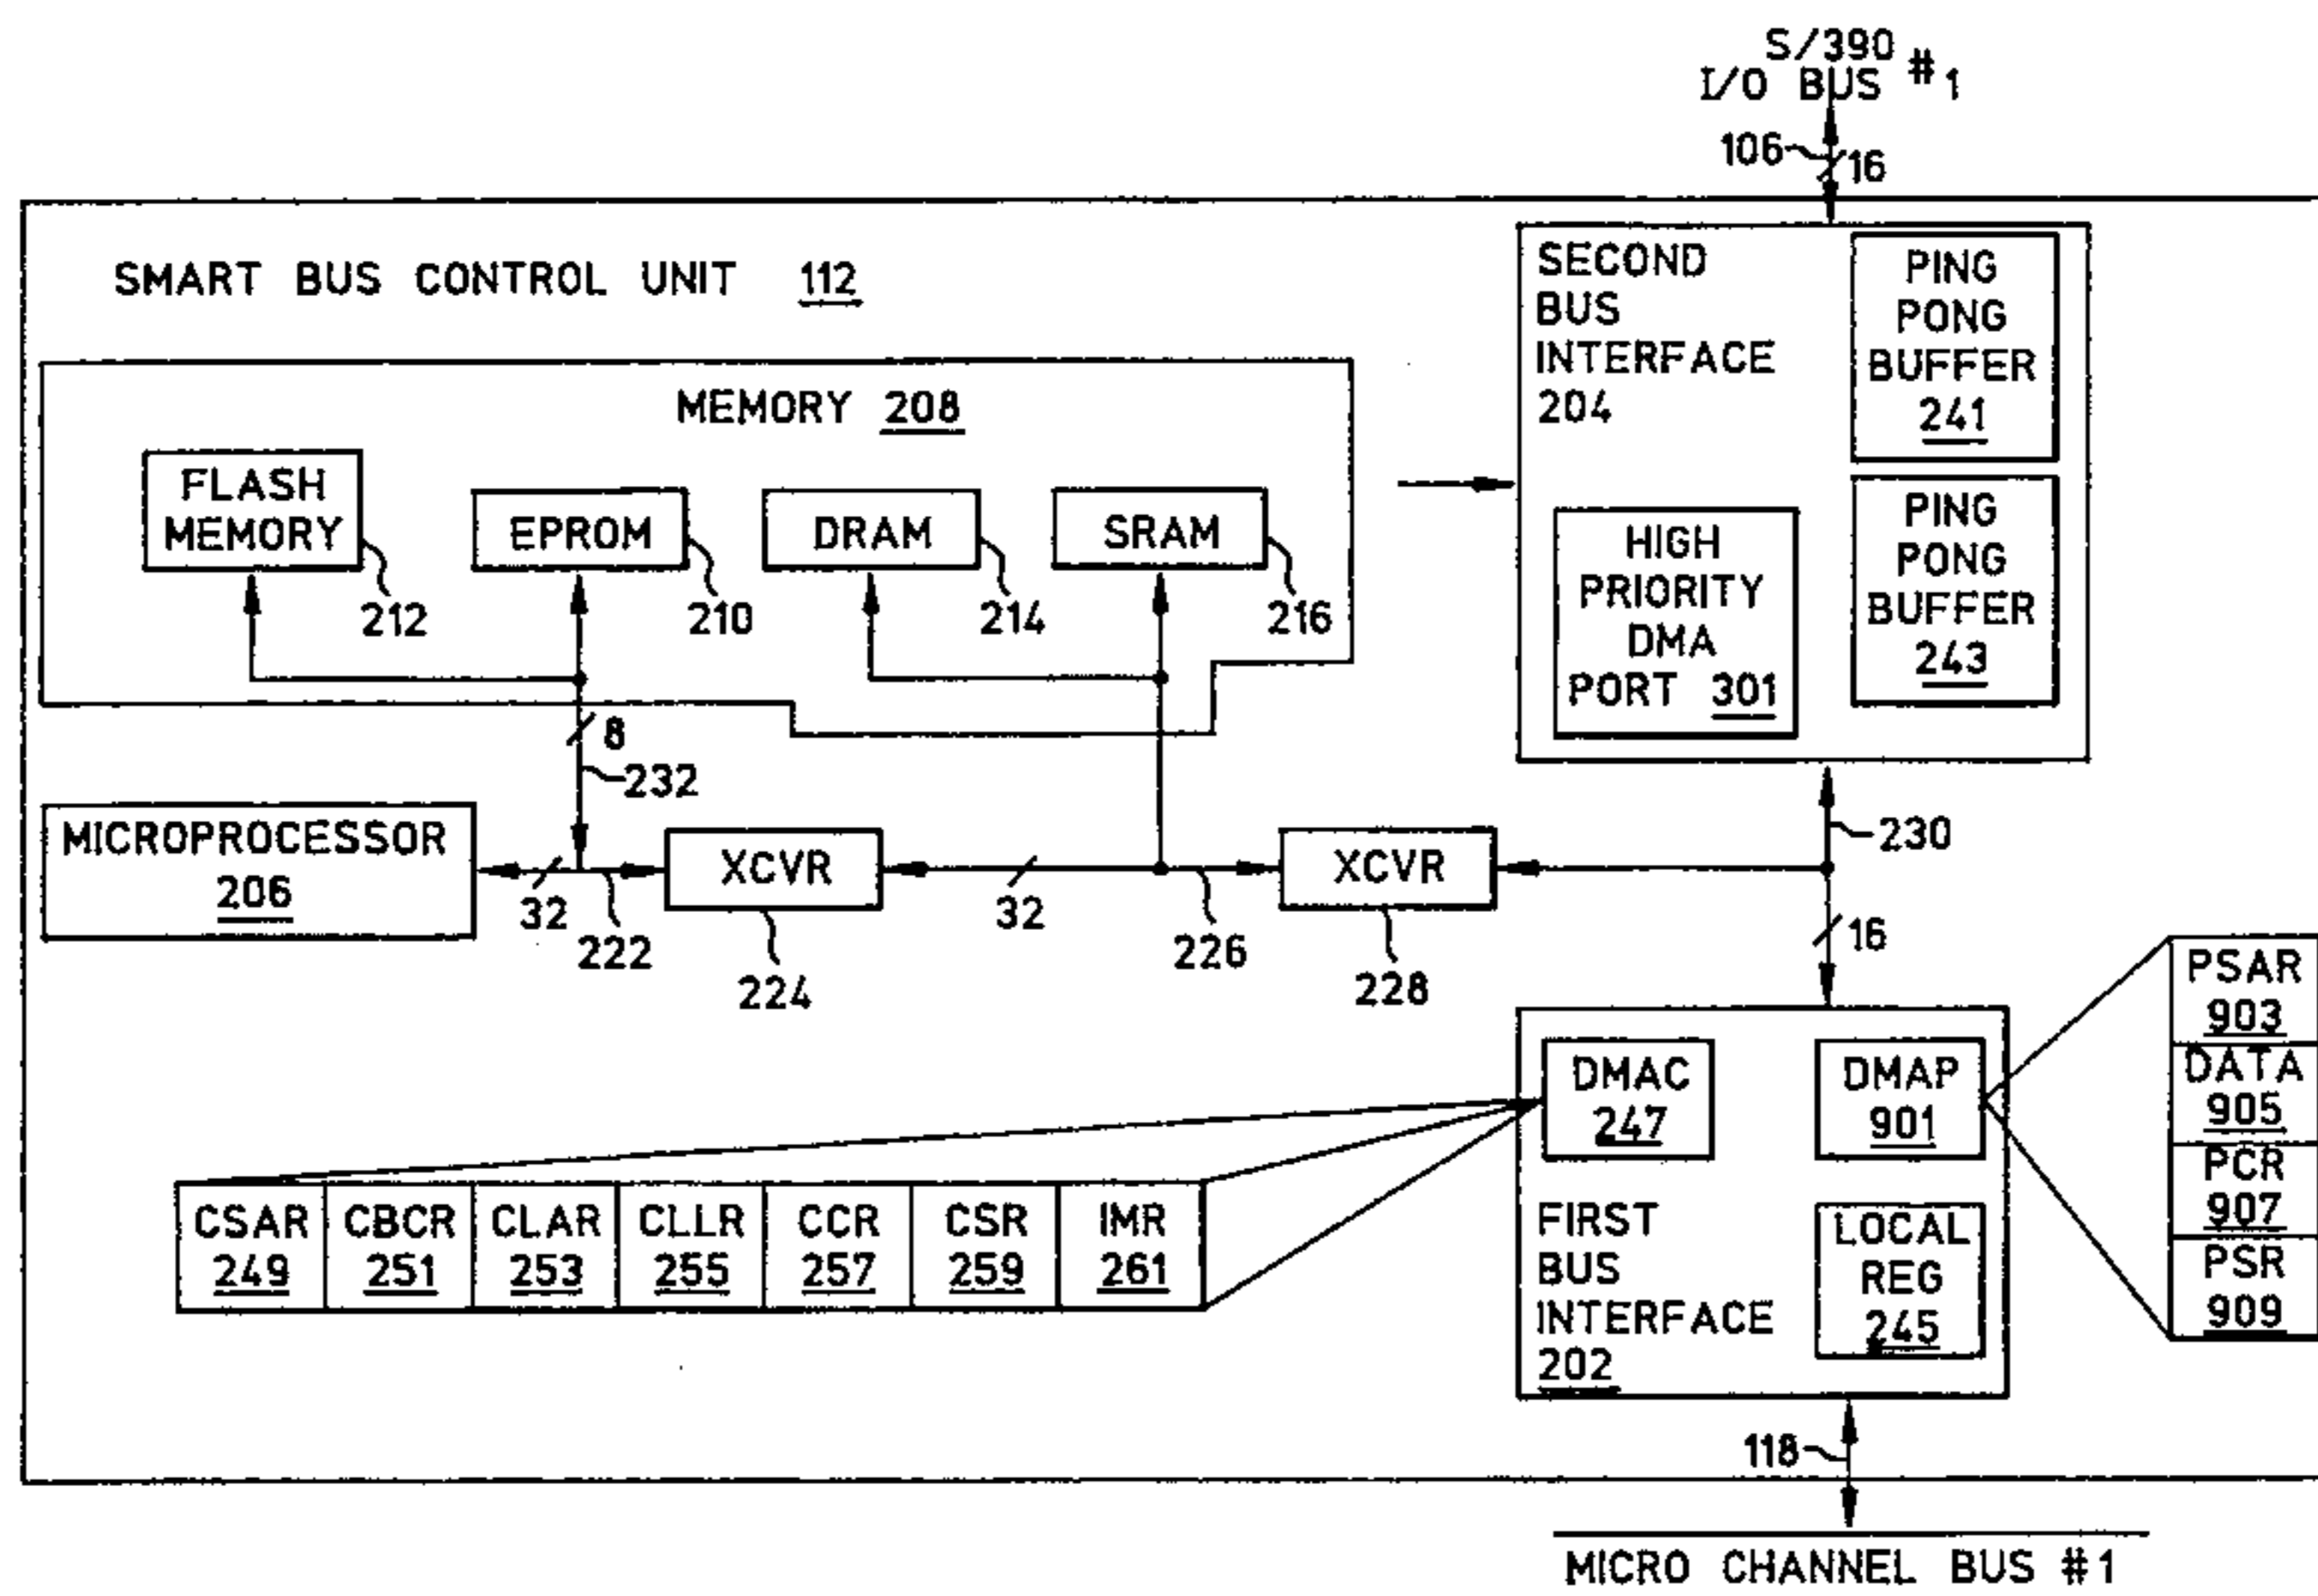 S/390
I/O BUS #1
106
16
SMART BUS CONTROL UNIT 112
SECOND
BUS
INTERFACE
204
PING
PONG
BUFFER
241
MEMORY 208
FLASH
MEMORY
EPROM
DRAM
SRAM
212
210
214
216
HIGH
PRIORITY
DMA
PORT 301
PING
PONG
BUFFER
243
8
232
MICROPROCESSOR
206
32
222
XCVR
224
32
226
XCVR
228
230
16
PSAR
903
DATA
905
PCR
907
PSR
909
DMAC
247
DMAP
901
CSAR
249
CBCR
251
CLAR
253
CLLR
255
CCR
257
CSR
259
IMR
261
FIRST
BUS
INTERFACE
202
LOCAL
REG
245
118
MICRO CHANNEL BUS #1